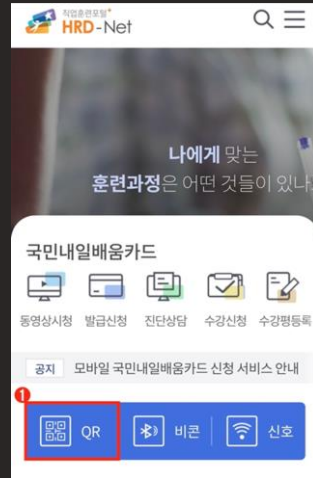 직업훈련포털
HRD-Net
나에게 맞는
훈련과정은 어떤 것들이 있나
국민내일배움카드
동영상시청 발급신청 진단상담 수강신청 수강평등록
공지 모바일 국민내일배움카드 신청 서비스 안내
1
QR 비콘 신호